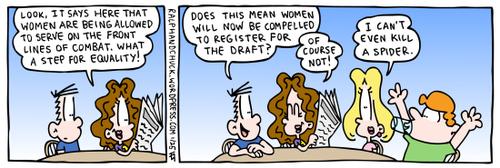 LOOK, IT SAYS HERE THAT
WOMEN ARE BEING ALLOWED
TO SERVE ON THE FRONT
LINES OF COMBAT. WHAT
A STEP FOR EQUALITY!
RALPHANDCHUCK.WORDPRESS.COM
DOES THIS MEAN WOMEN
WILL NOW BE COMPELLED
TO REGISTER FOR
THE DRAFT?
OF
COURSE
NOT!
I CAN'T
EVEN KILL
A SPIDER.